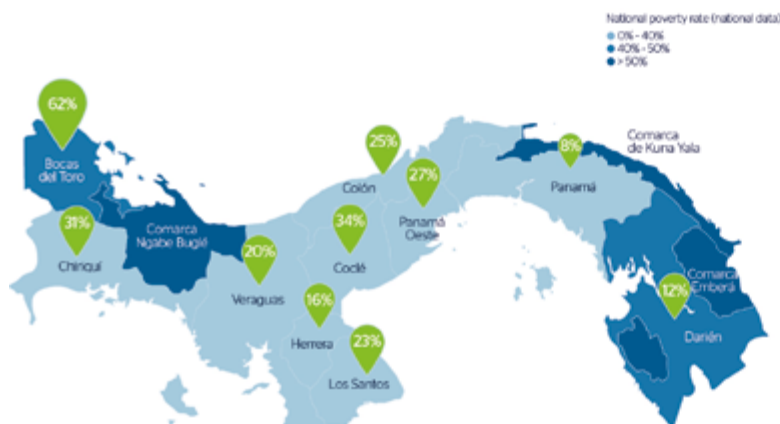 National poverty rate (national data)
0% - 40%
40% - 50%
> 50%
62%
Bocas
del Toro
31%
Chiriquí
Comarca
Ngabe Buglé
20%
Veraguas
25%
Colón
34%
Coclé
27%
Panamá
Oeste
16%
Herrera
23%
Los Santos
8%
Panamá
Comarca
de Kuna Yala
Comarca
Emberá
12%
Darién